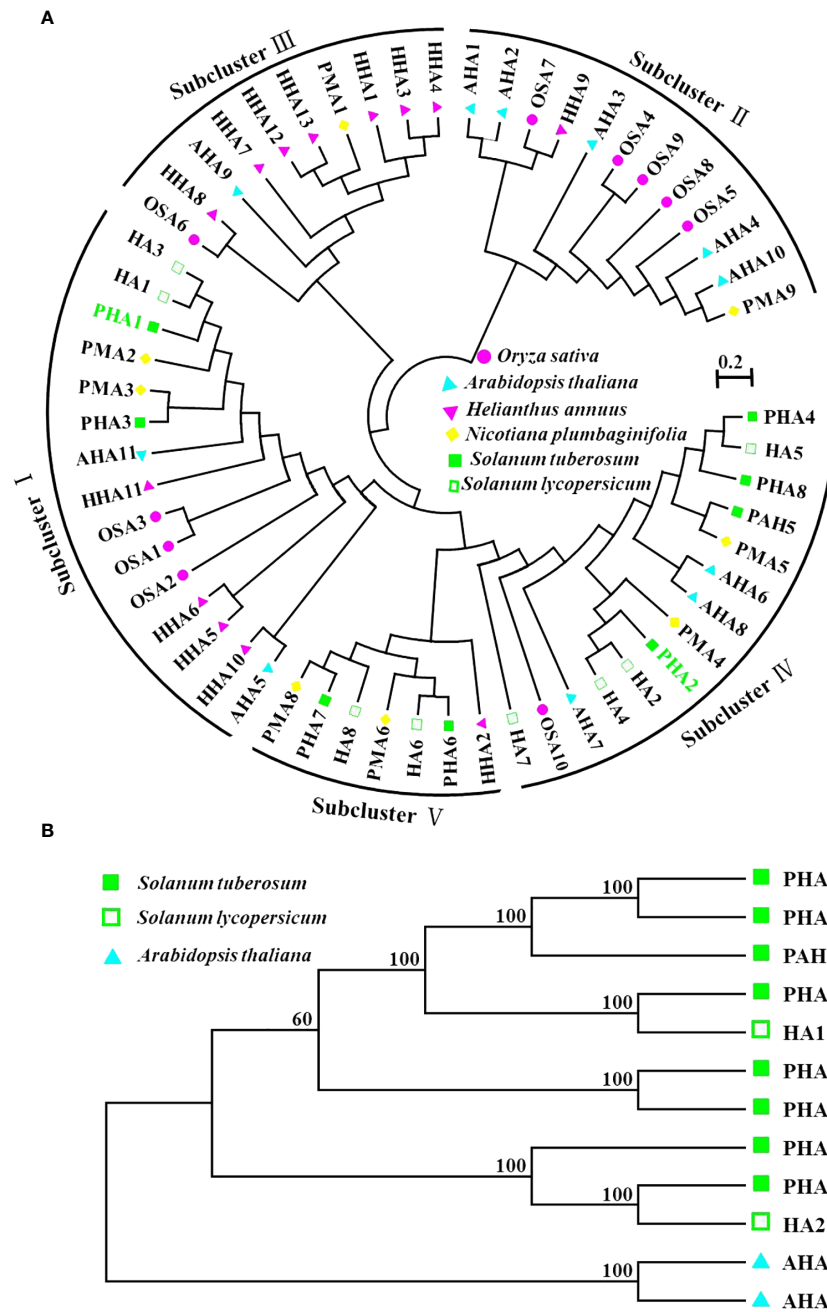 A
Subcluster Ⅲ
Subcluster Ⅱ
HHA8
HHA7
AHA9
HHA12
HHA13
PMA1
HHA1
HHA3
HHA4
AHA1
AHA2
OSA7
HHA9
AHA3
OSA4
OSA9
OSA8
OSA5
AHA4
AHA10
PMA9
OSA6
HA3
HA1
PHA1
PMA2
PMA3
PHA3
AHA11
HHA11
OSA3
OSA1
OSA2
HHA6
HHA5
HHA10
AHA5
Subcluster Ⅰ
Oryza sativa
Arabidopsis thaliana
Helianthus annuus
Nicotiana plumbaginifolia
Solanum tuberosum
Solanum lycopersicum
0.2
PHA4
HA5
PHA8
PAH5
PMA5
AHA6
AHA8
PMA4
PHA2
HA2
HA4
AHA7
OSA10
HA7
Subcluster Ⅳ
PMA8
PHA7
HA8
PMA6
HA6
PHA6
HHA2
Subcluster Ⅴ
B
Solanum tuberosum
Solanum lycopersicum
Arabidopsis thaliana
100 PHA
100 PHA
PAH
100 PHA
100 HA1
60
100 PHA
PHA
100 PHA
100 PHA
HA2
100 AHA
AHA